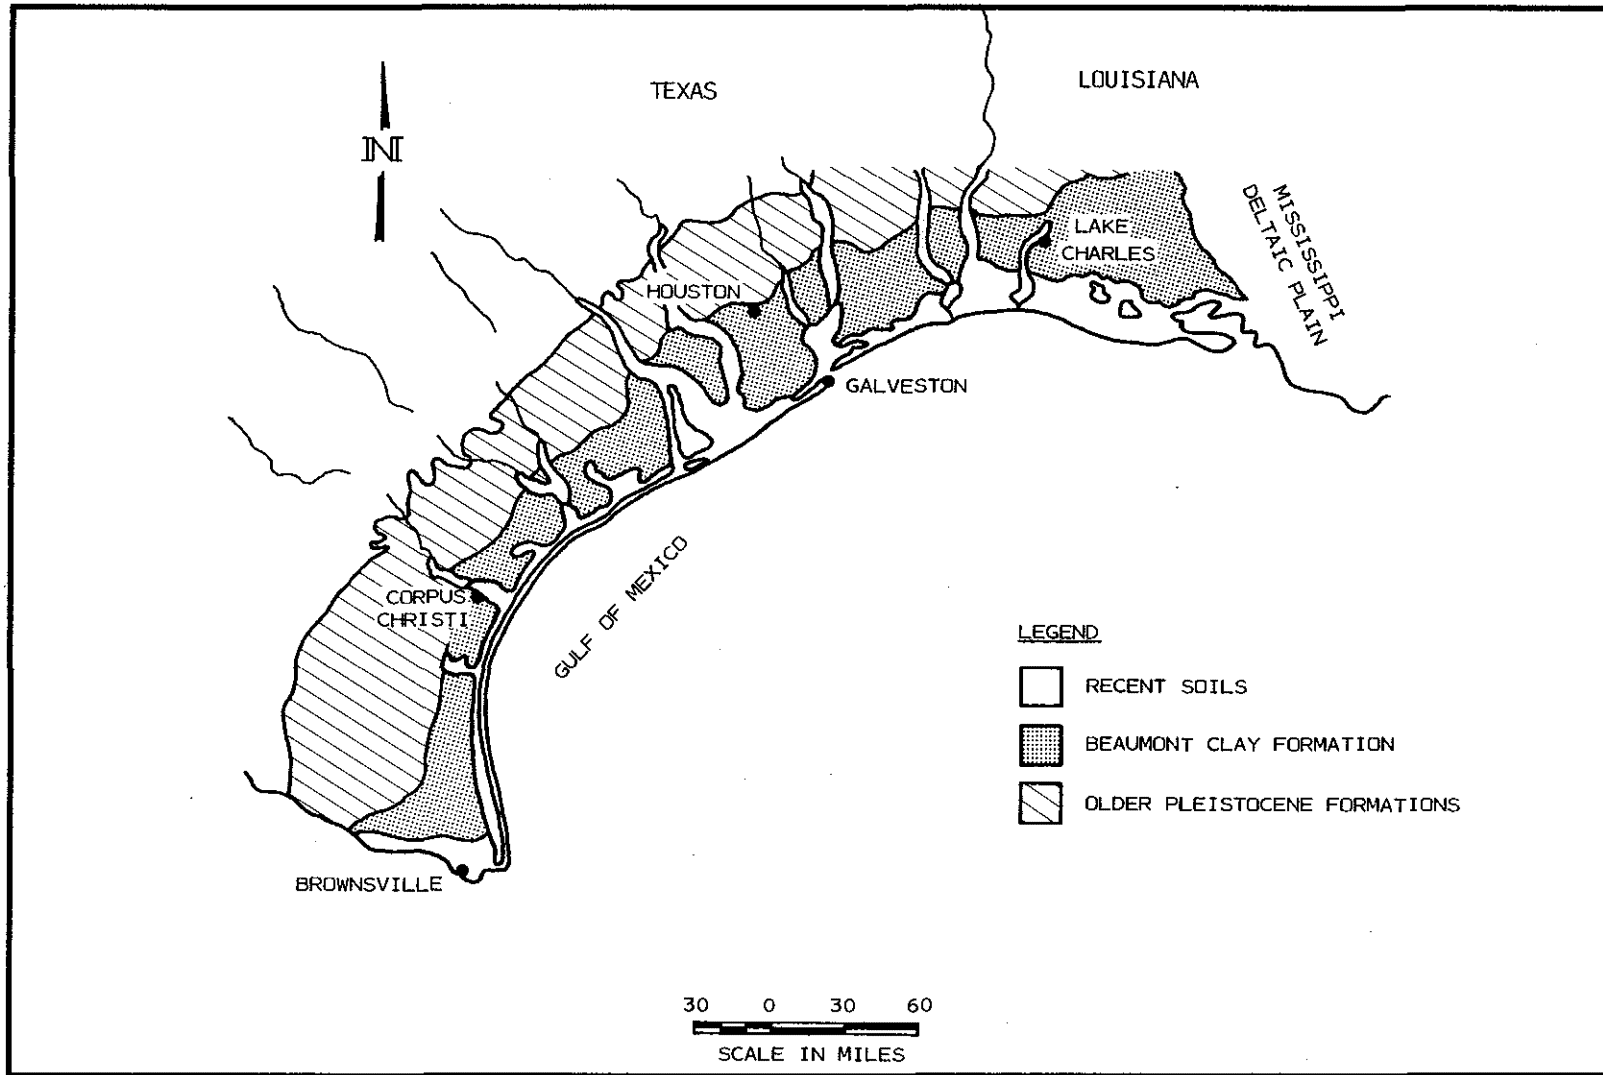 TEXAS
LOUISIANA
N
MISSISSIPPI
DELTAIC PLAIN
LAKE
CHARLES
HOUSTON
GALVESTON
GULF OF MEXICO
CORPUS
CHRISTI
BROWNSVILLE
LEGEND
RECENT SOILS
BEAUMONT CLAY FORMATION
OLDER PLEISTOCENE FORMATIONS
30 0 30 60
SCALE IN MILES